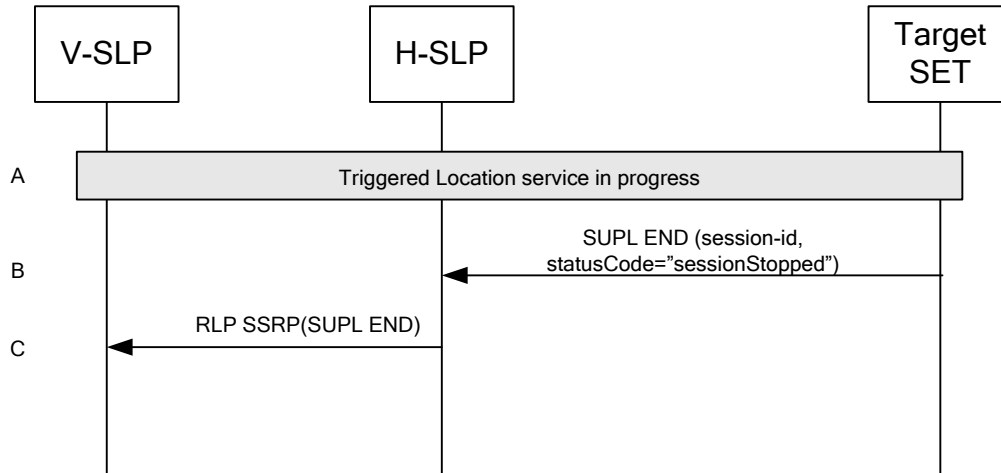 V-SLP
H-SLP
Target
SET
A
Triggered Location service in progress
SUPL END (session-id,
statusCode=”sessionStopped”)
B
RLP SSRP(SUPL END)
C